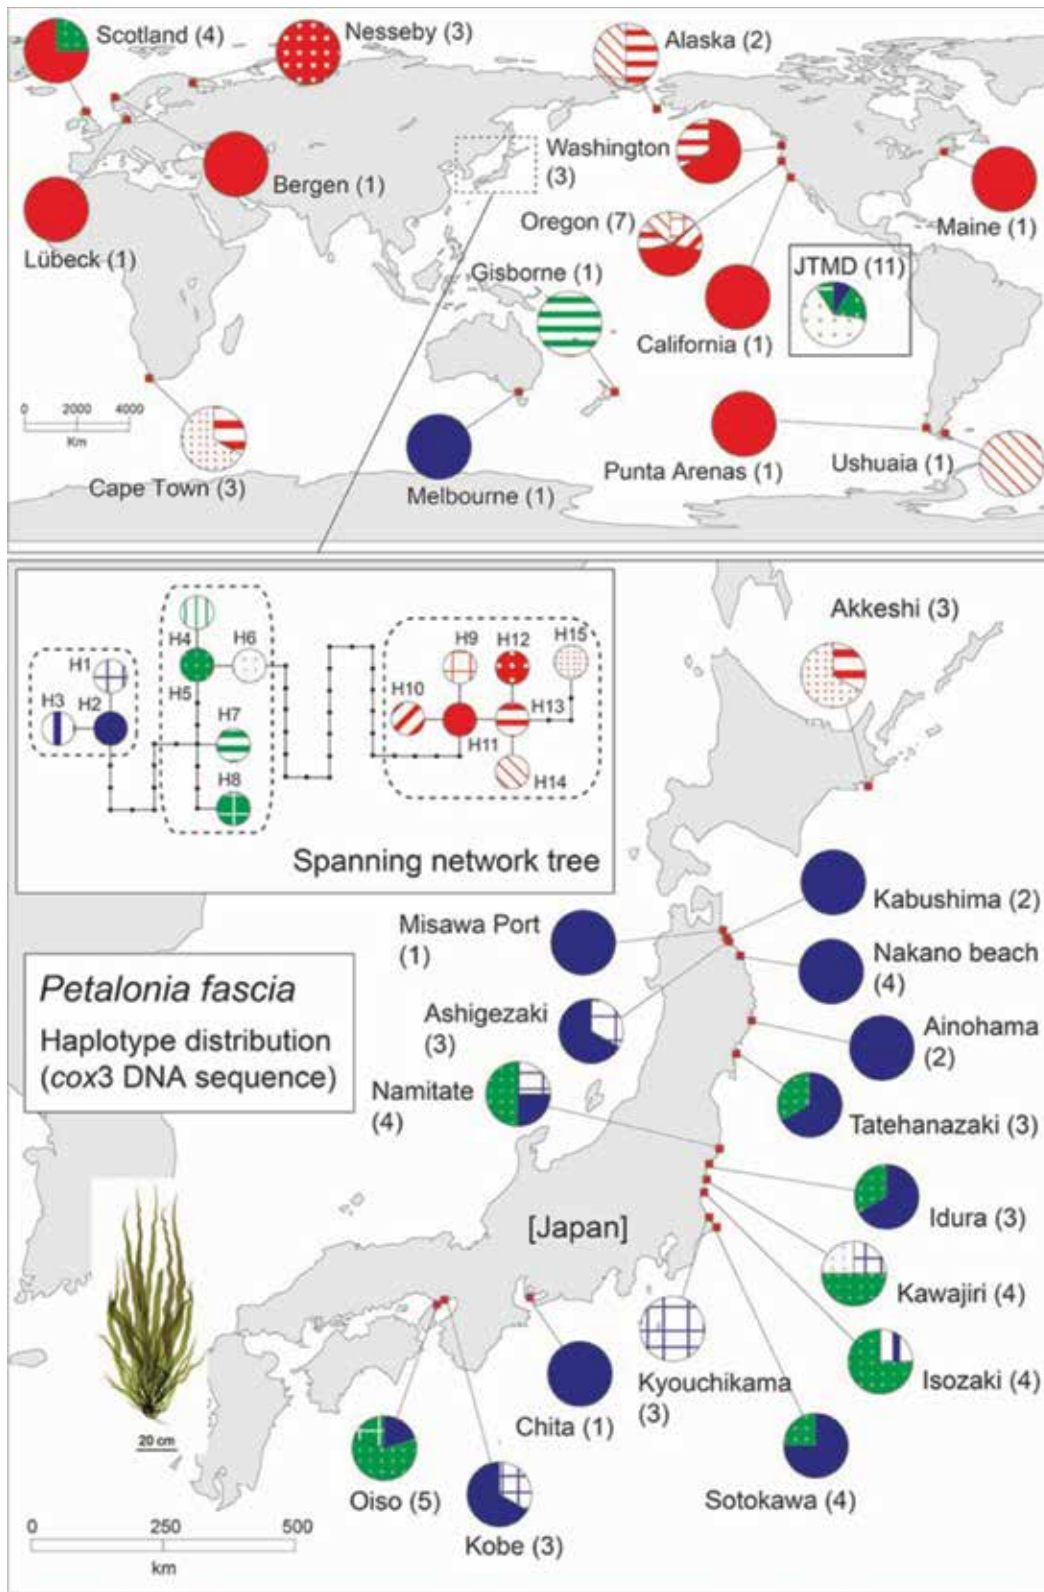 Scotland (4)
Nesseby (3)
Alaska (2)
Washington
(3)
Bergen (1)
Maine (1)
Lübeck (1)
Oregon (7)
Gisborne (1)
JTMD (11)
California (1)
0 2000 4000
Km
Cape Town (3)
Melbourne (1)
Punta Arenas (1)
Ushuaia (1)
Akkeshi (3)
H1
H2
H3
H4
H5
H6
H7
H8
H9
H10
H11
H12
H13
H14
H15
Spanning network tree
Kabushima (2)
Misawa Port
(1)
Nakano beach
(4)
Petalonia fascia
Haplotype distribution
(cox3 DNA sequence)
Ashigezaki
(3)
Ainohama
(2)
Namitate
(4)
Tatehanazaki (3)
[Japan]
Idura (3)
Kawajiri (4)
Isozaki (4)
Kyouchikama
(3)
Chita (1)
20 cm
Oiso (5)
Sotokawa (4)
Kobe (3)
0 250 500
km